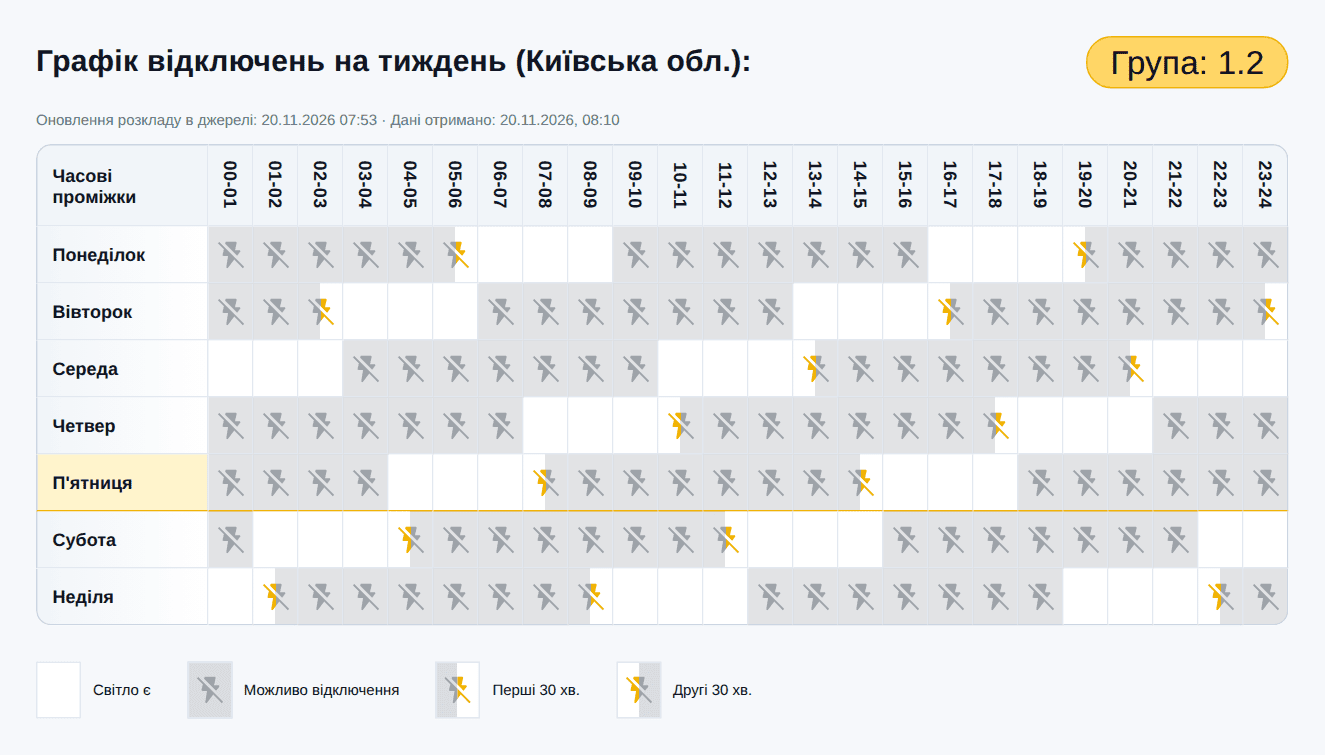 Графік відключень на тиждень (Київська обл.):
Група: 1.2
Оновлення розкладу в джерелі: 20.11.2026 07:53 · Дані отримано: 20.11.2026, 08:10
Часові
проміжки
00-01
01-02
02-03
03-04
04-05
05-06
06-07
07-08
08-09
09-10
10-11
11-12
12-13
13-14
14-15
15-16
16-17
17-18
18-19
19-20
20-21
21-22
22-23
23-24
Понеділок
Вівторок
Середа
Четвер
П'ятниця
Субота
Неділя
Світло є
Можливо відключення
Перші 30 хв.
Другі 30 хв.